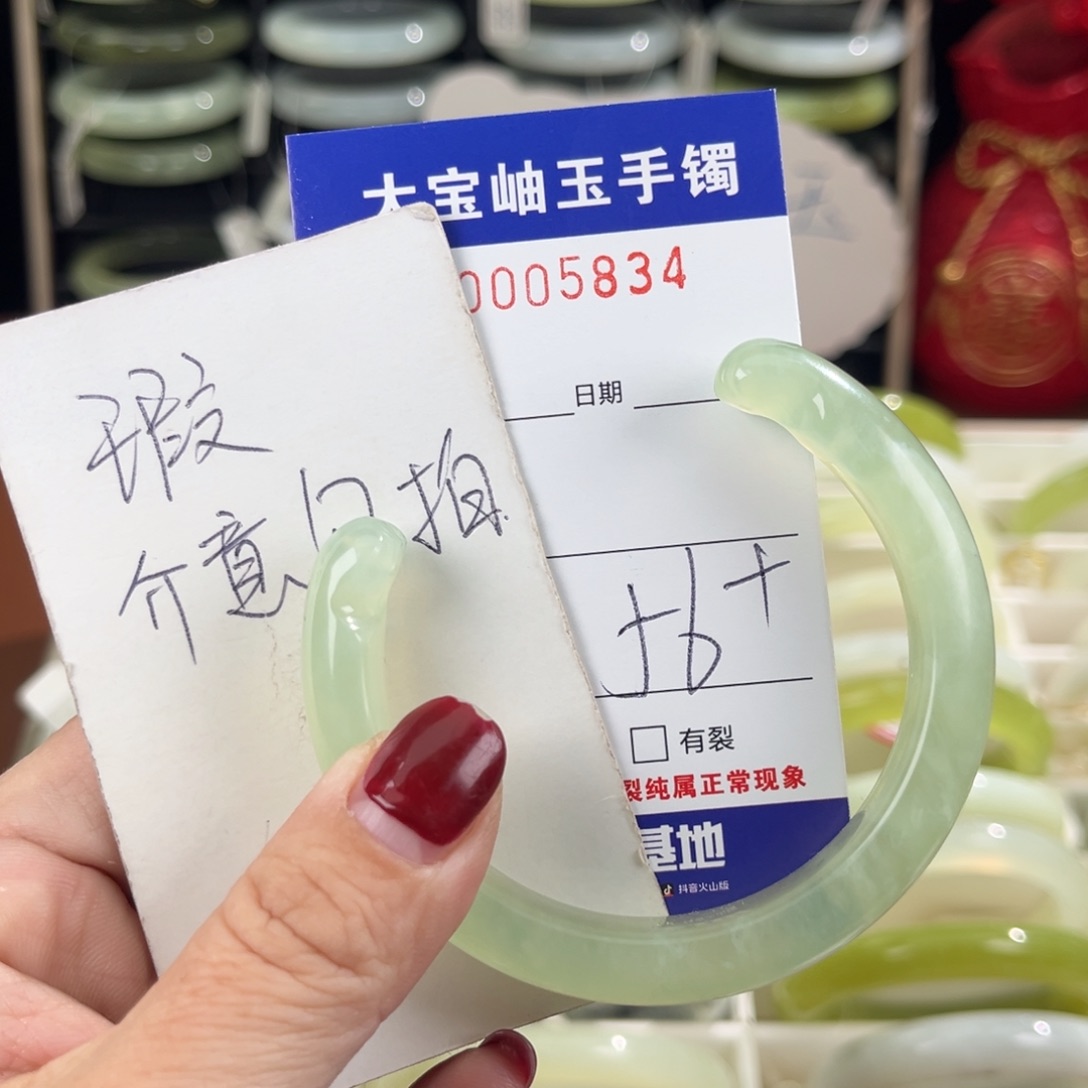 大宝岫玉手镯
0005834
日期
瑕
介意勿拍
56+
有裂
裂纯属正常现象
基地
抖音火山版